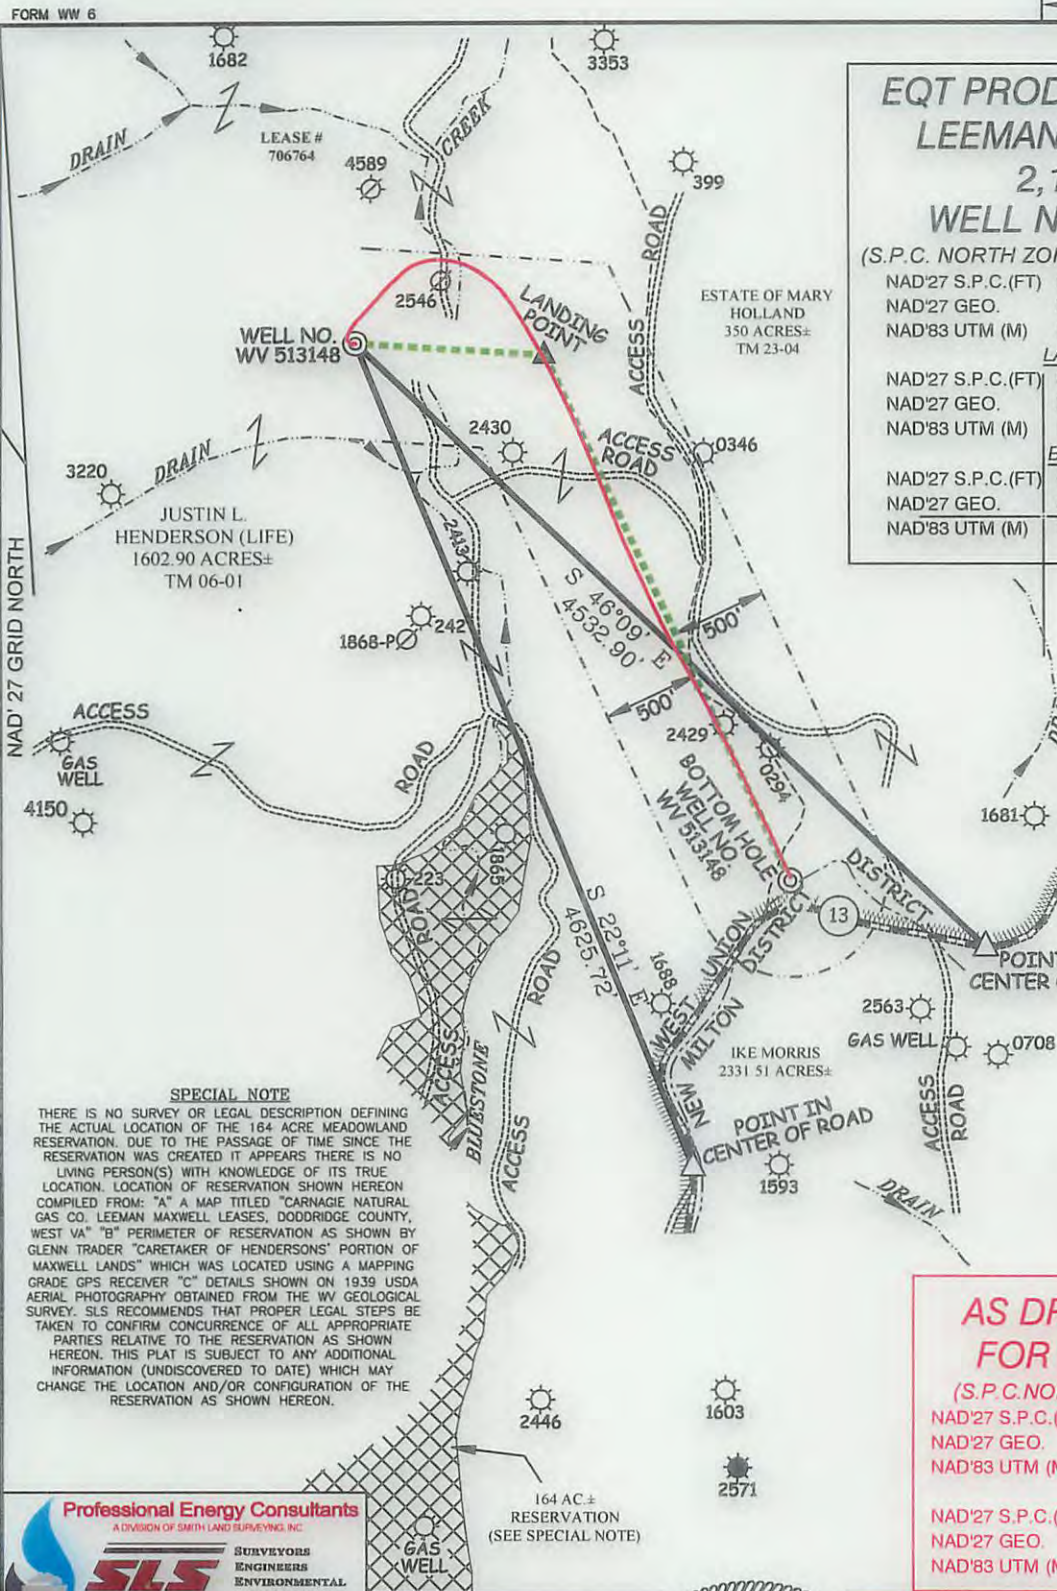 FORM WW 6
1682
3353
DRAIN
LEASE #
706764
CREEK
4589
399
EQT PROD
LEEMAN
WELL
(S.P.C. NORTH
NAD'27 S.P.C.(FT)
NAD'27 GEO.
NAD'83 UTM (M)
NAD'27 S.P.C.(FT)
NAD'27 GEO.
NAD'83 UTM (M)
NAD'27 S.P.C.(FT)
NAD'27 GEO.
NAD'83 UTM (M)
ROAD
ACCESS
2546
LANDING
POINT
ESTATE OF MARY
HOLLAND
350 ACRES±
TM 23-04
WELL NO.
WV 513148
2430
ACCESS
ROAD
0346
3220
DRAIN
JUSTIN L.
HENDERSON (LIFE)
1602.90 ACRES±
TM 06-01
2413
S 46°09' E
4532.90'
500'
500'
242
1868-P
NAD'27 GRID NORTH
ACCESS
ROAD
GAS
WELL
4150
2429
0294
BOTTOM HOLE
WELL NO.
WV 513148
1681
1865
223
ROAD
ACCESS
S 22°11' E
4625.72'
DISTRICT
13
WEST UNION
DISTRICT
NEW MILTON
1688
ROAD
ACCESS
BLUESTONE
POINT
CENTER
2563
GAS WELL
0708
IKE MORRIS
2331 51 ACRES±
POINT IN
CENTER OF ROAD
1593
ACCESS
ROAD
DRAIN
SPECIAL NOTE
THERE IS NO SURVEY OR LEGAL DESCRIPTION DEFINING
THE ACTUAL LOCATION OF THE 164 ACRE MEADOWLAND
RESERVATION. DUE TO THE PASSAGE OF TIME SINCE THE
RESERVATION WAS CREATED IT APPEARS THERE IS NO
LIVING PERSON(S) WITH KNOWLEDGE OF ITS TRUE
LOCATION. LOCATION OF RESERVATION SHOWN HEREON
COMPILED FROM: "A" A MAP TITLED "CARNAGIE NATURAL
GAS CO. LEEMAN MAXWELL LEASES, DODDRIDGE COUNTY,
WEST VA" "B" PERIMETER OF RESERVATION AS SHOWN BY
GLENN TRADER "CARETAKER OF HENDERSONS' PORTION OF
MAXWELL LANDS" WHICH WAS LOCATED USING A MAPPING
GRADE GPS RECEIVER "C" DETAILS SHOWN ON 1939 USDA
AERIAL PHOTOGRAPHY OBTAINED FROM THE WV GEOLOGICAL
SURVEY. SLS RECOMMENDS THAT PROPER LEGAL STEPS BE
TAKEN TO CONFIRM CONCURRENCE OF ALL APPROPRIATE
PARTIES RELATIVE TO THE RESERVATION AS SHOWN
HEREON. THIS PLAT IS SUBJECT TO ANY ADDITIONAL
INFORMATION (UNDISCOVERED TO DATE) WHICH MAY
CHANGE THE LOCATION AND/OR CONFIGURATION OF THE
RESERVATION AS SHOWN HEREON.
2446
1603
2571
164 AC.±
RESERVATION
(SEE SPECIAL NOTE)
GAS
WELL
AS
FOR
(S.P.C.NO
NAD'27 S.P.C.(
NAD'27 GEO.
NAD'83 UTM (M
NAD'27 S.P.C.(
NAD'27 GEO.
NAD'83 UTM (M
Professional Energy Consultants
A DIVISION OF SMITH LAND SURVEYING, INC.
SLS
SURVEYORS
ENGINEERS
ENVIRONMENTAL